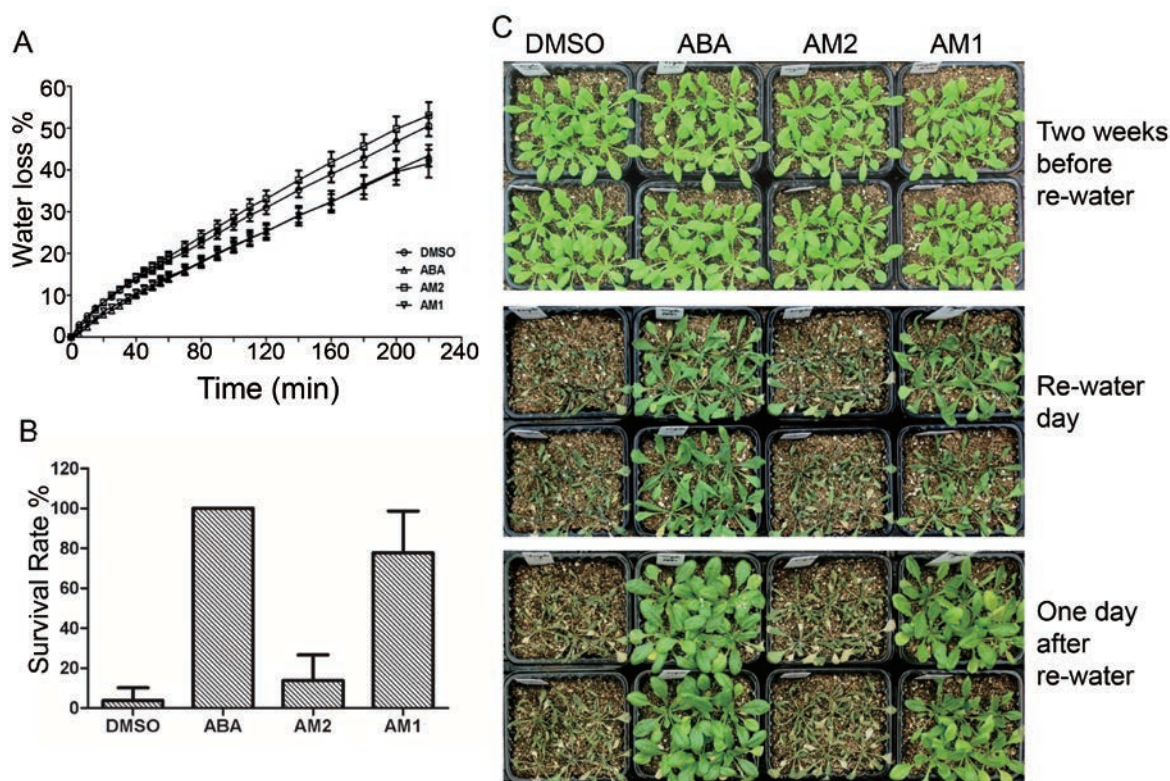 A
60
50
40
30
20
10
0
Water loss %
0 40 80 120 160 200 240
Time (min)
DMSO
ABA
AM2
AM1
B
120
100
80
60
40
20
0
Survival Rate %
DMSO ABA AM2 AM1
C
DMSO ABA AM2 AM1
Two weeks
before
re-water
Re-water
day
One day
after
re-water